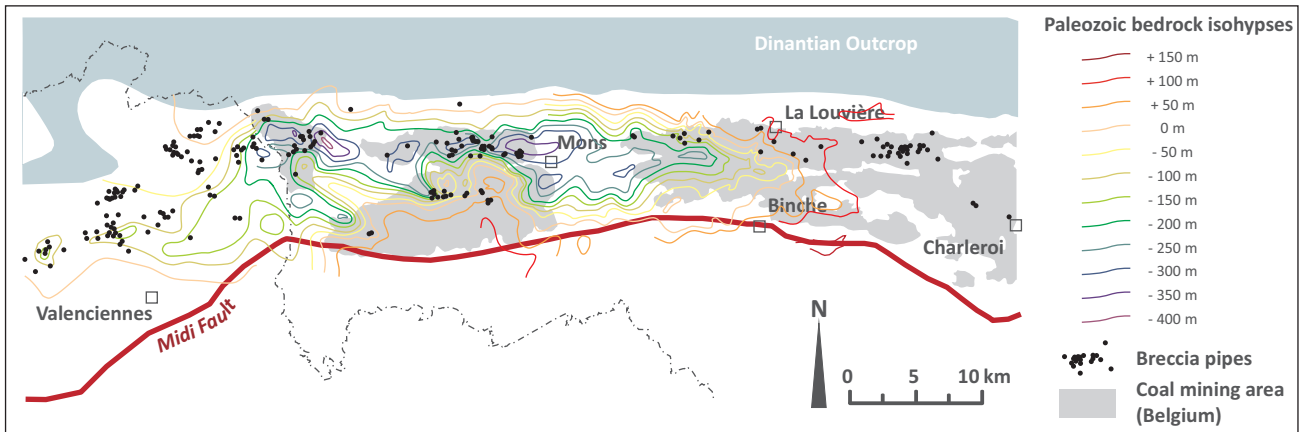 Dinantian Outcrop
La Louvière
Mons
Binche
Charleroi
Valenciennes
Midi Fault
N
0 5 10 km
Paleozoic bedrock isohypses
+ 150 m
+ 100 m
+ 50 m
0 m
- 50 m
- 100 m
- 150 m
- 200 m
- 250 m
- 300 m
- 350 m
- 400 m
Breccia pipes
Coal mining area
(Belgium)